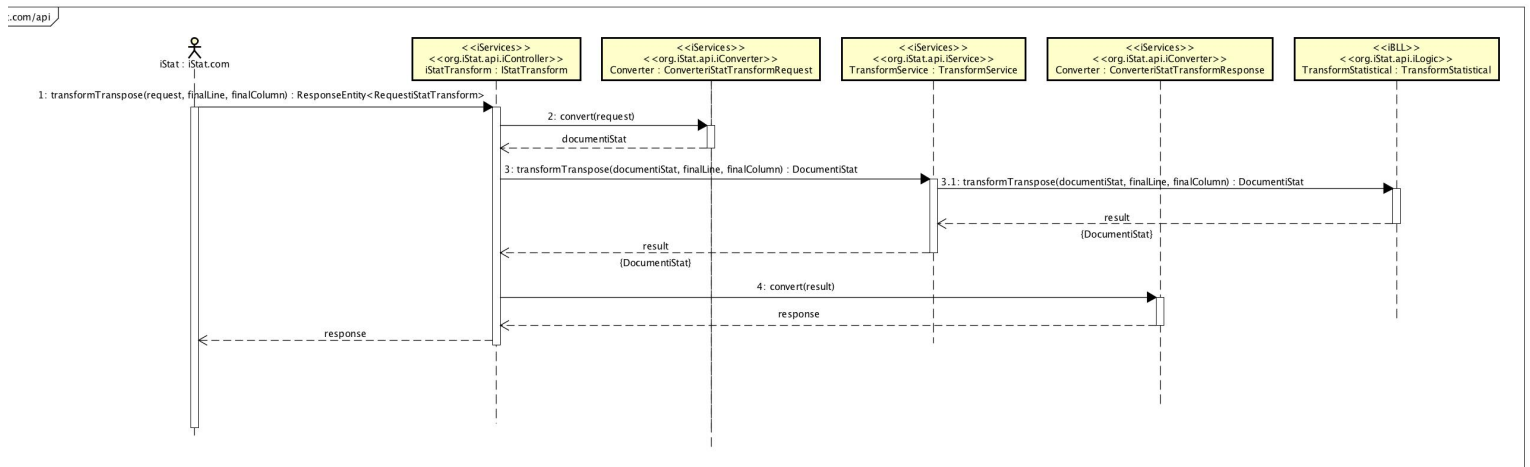 t.com/api
iStat : iStat.com
<<iServices>>
<<org.iStat.api.iController>>
iStatTransform : IStatTransform
<<iServices>>
<<org.iStat.api.iConverter>>
Converter : ConverteriStatTransformRequest
<<iServices>>
<<org.iStat.api.iService>>
TransformService : TransformService
<<iServices>>
<<org.iStat.api.iConverter>>
Converter : ConverteriStatTransformResponse
<<iBLL>>
<<org.iStat.api.iLogic>>
TransformStatistical : TransformStatistical
1: transformTranspose(request, finalLine, finalColumn) : ResponseEntity<RequestiStatTransform>
2: convert(request)
documentiStat
3: transformTranspose(documentiStat, finalLine, finalColumn) : DocumentiStat
3.1: transformTranspose(documentiStat, finalLine, finalColumn) : DocumentiStat
result
{DocumentiStat}
result
{DocumentiStat}
4: convert(result)
response
response